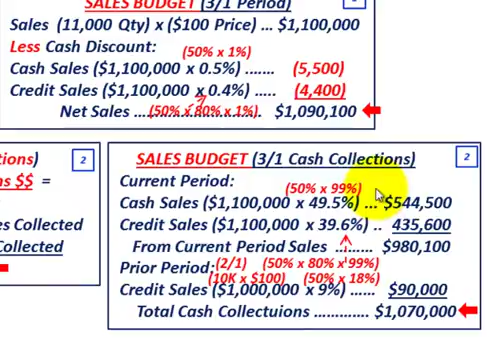 SALES BUDGET (3/1 Period)
Sales (11,000 Qty) x ($100 Price) ... $1,100,000
Less Cash Discount:
(50% x 1%)
Cash Sales ($1,100,000 x 0.5%) ....... (5,500)
Credit Sales ($1,100,000 x 0.4%) ..... (4,400)
(50% x 80% x 1%)
Net Sales ............................. $1,090,100
tions)
2
ns $$ =
es Collected
Collected
SALES BUDGET (3/1 Cash Collections)
2
Current Period:
(50% x 99%)
Cash Sales ($1,100,000 x 49.5%) ... $544,500
Credit Sales ($1,100,000 x 39.6%) .. 435,600
From Current Period Sales ......... $980,100
Prior Period: (2/1) (50% x 80% x 99%)
(10K x $100) (50% x 18%)
Credit Sales ($1,000,000 x 9%) ...... $90,000
Total Cash Collectuions .............. $1,070,000